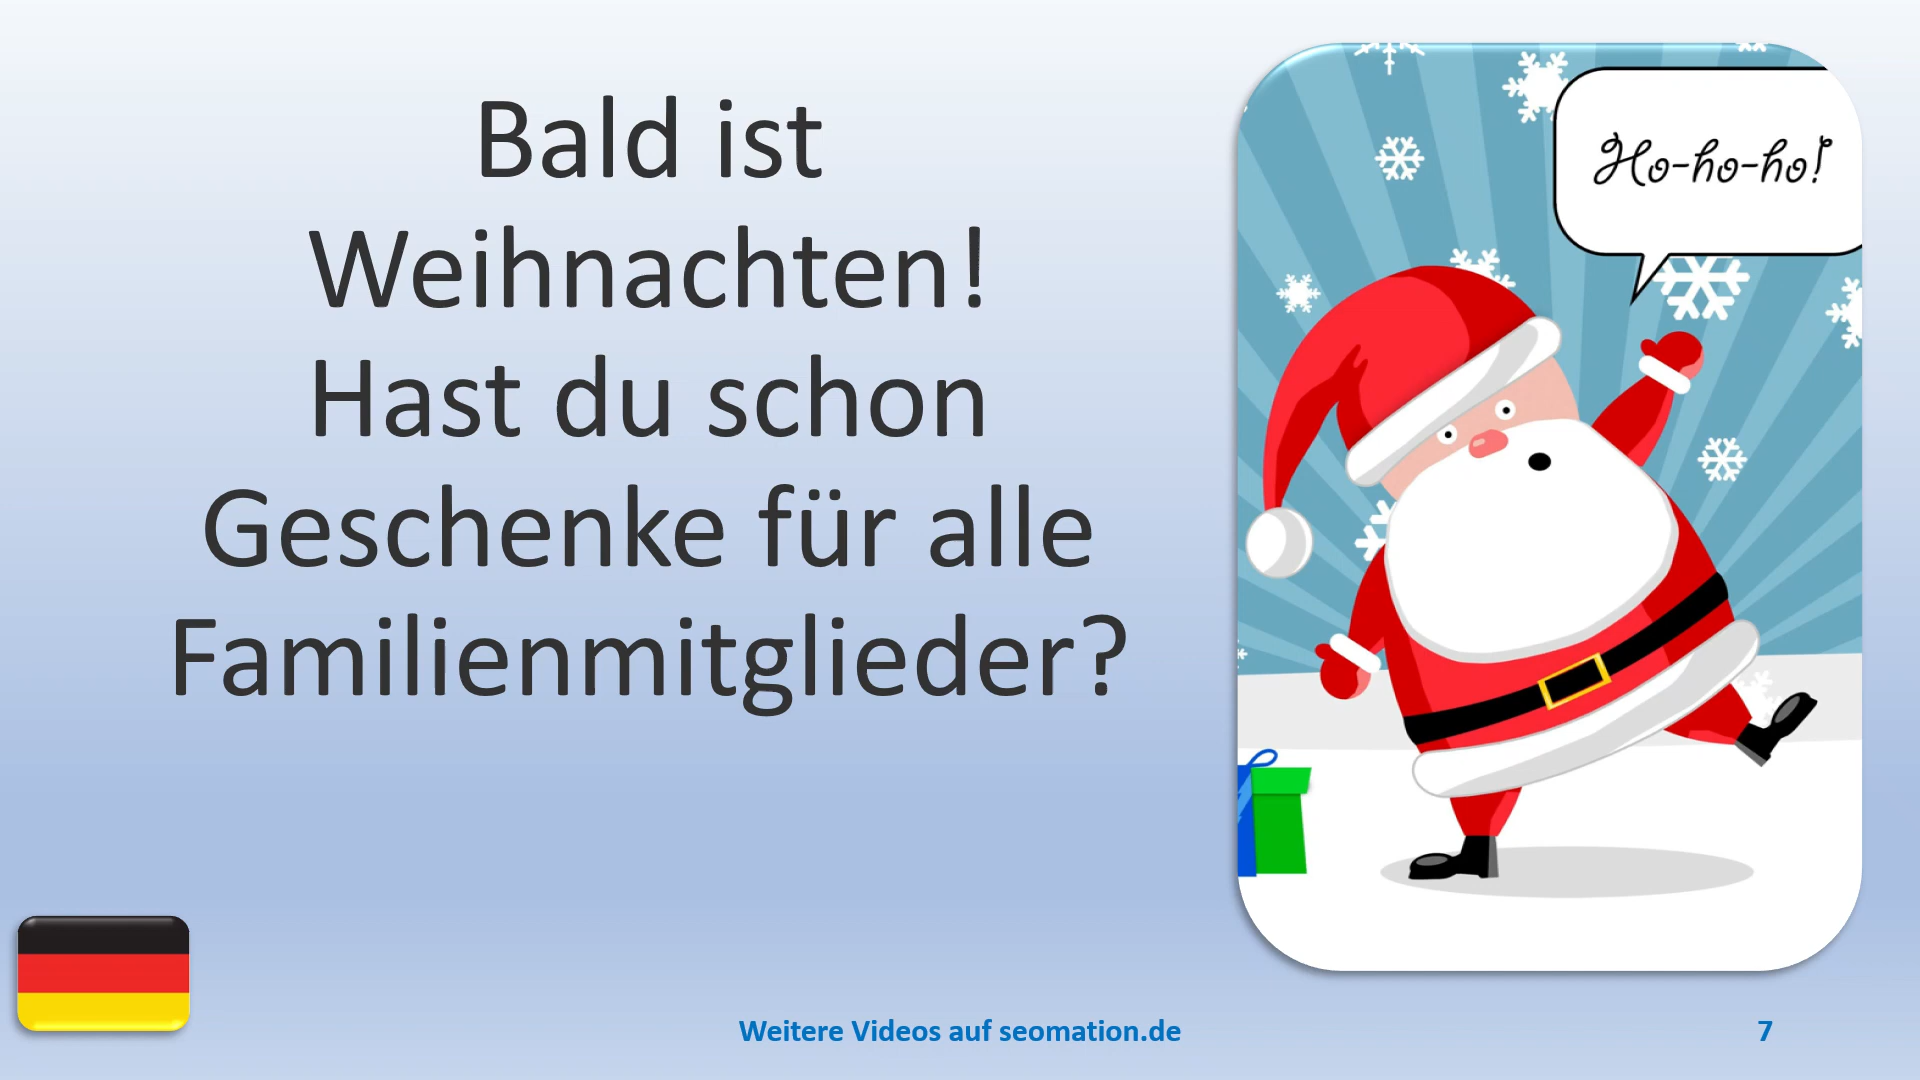 Bald ist
Weihnachten!
Hast du schon
Geschenke für alle
Familienmitglieder?
Ho-ho-ho!
Weitere Videos auf seomation.de
7